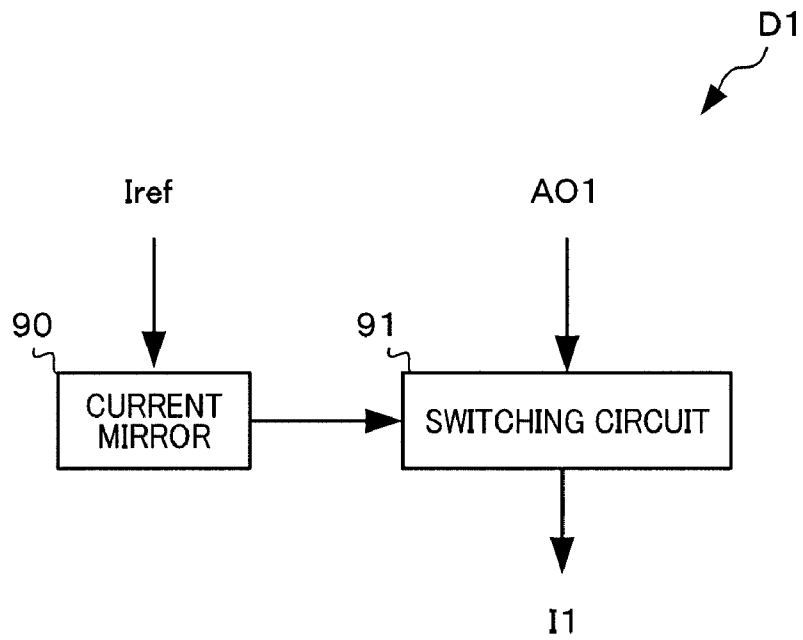 D1
Iref
AO1
90
91
CURRENT
MIRROR
SWITCHING CIRCUIT
I1